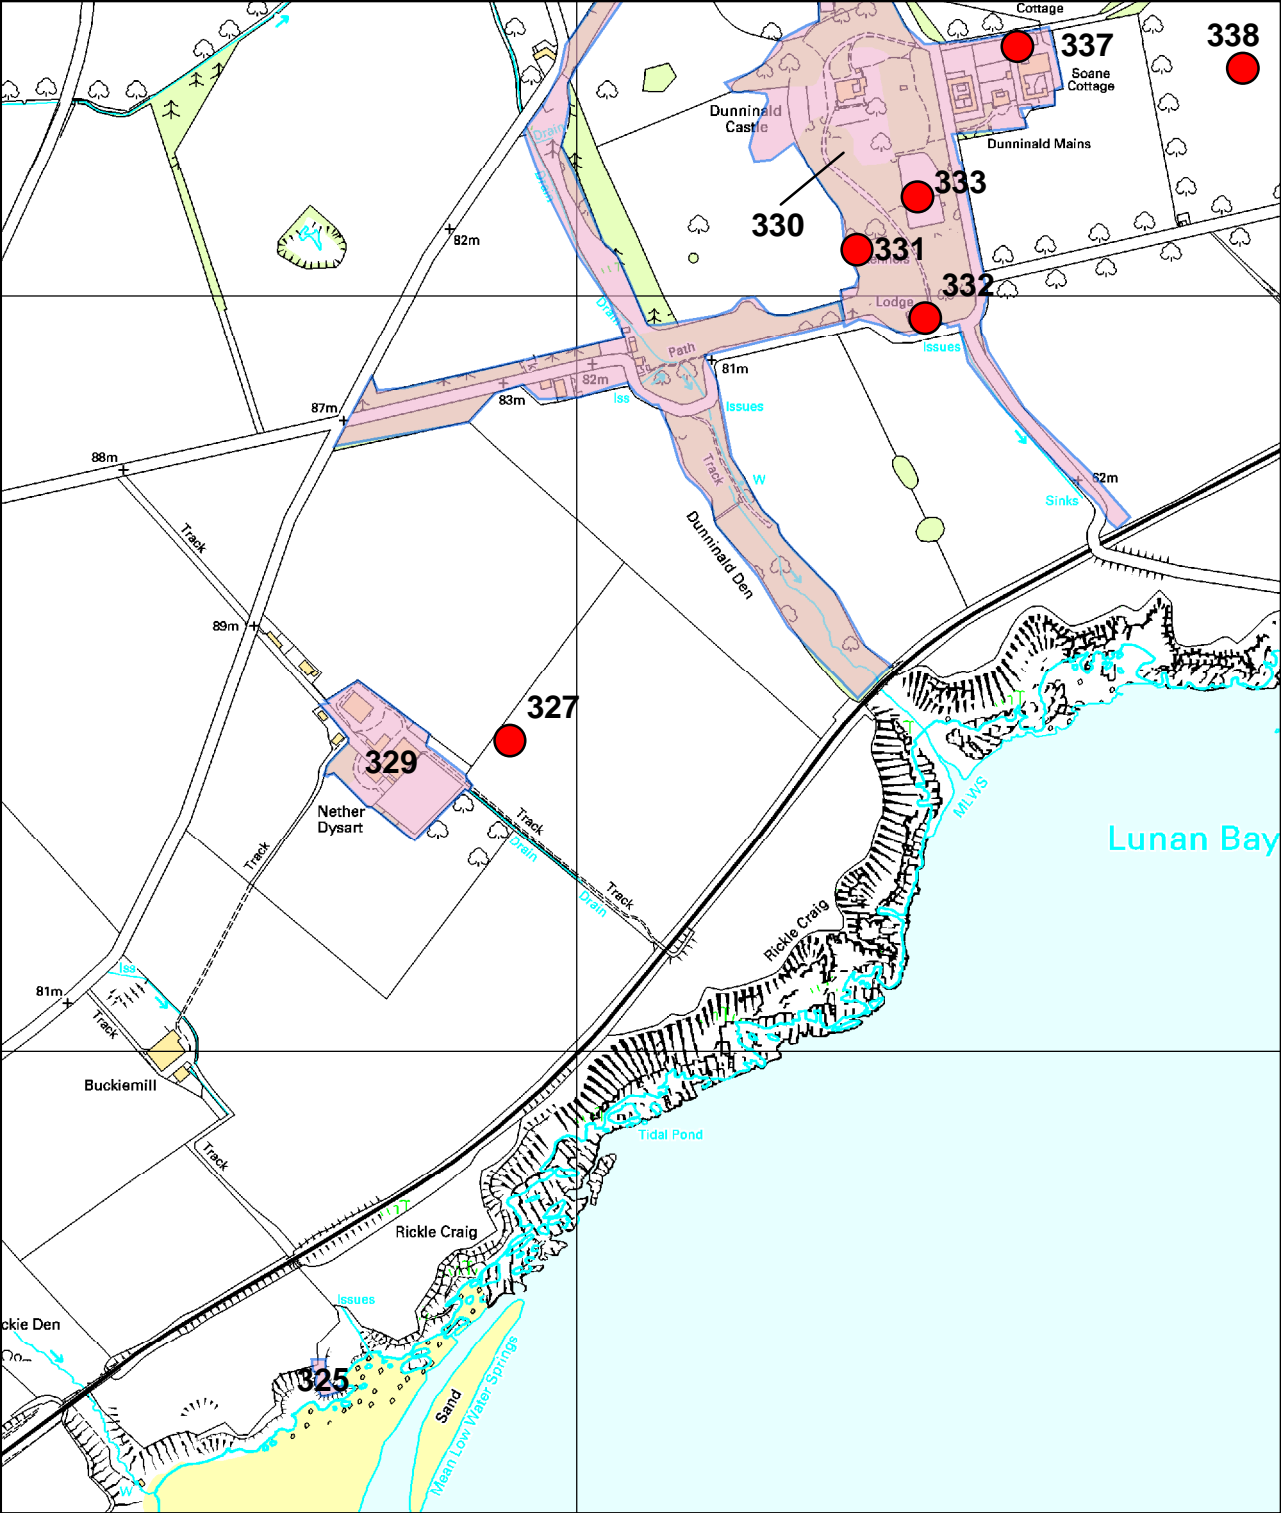 Cottage
337
338
Soane
Cottage
Dunninald
Castle
Dunninald Mains
Drain
Drain
333
330
331
82m
332
Lodge
Drain
Issues
Path
81m
82m
83m
Iss
Issues
87m
88m
Track
W
62m
Sinks
Track
Dunninald Den
89m
327
329
MLWS
Nether
Dysart
Track
Drain
Lunan Bay
Track
Track
Drain
Rickle Craig
Iss
81m
Track
Buckiemill
Tidal Pond
Track
Rickle Craig
Issues
ckie Den
325
Sand
Mean Low Water Springs
W